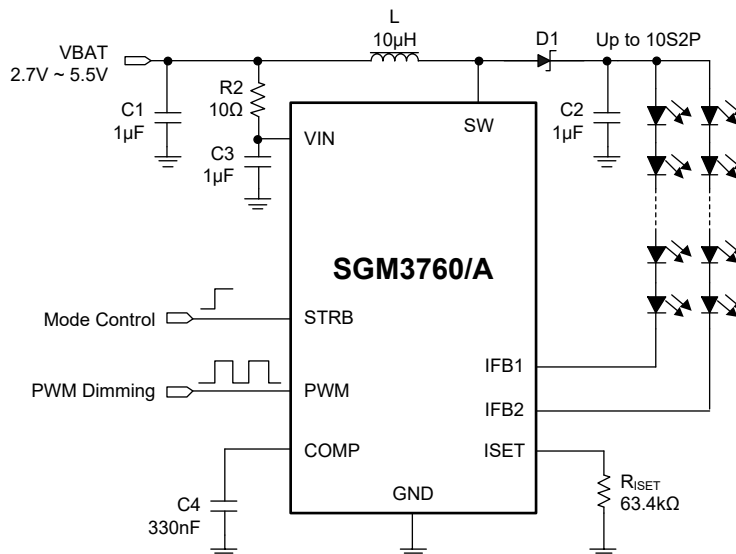 VBAT
2.7V ~ 5.5V
L
10µH
D1
Up to 10S2P
R2
10Ω
C1
1µF
C3
1µF
C2
1µF
VIN
SW
SGM3760/A
Mode Control
STRB
PWM Dimming
PWM
IFB1
IFB2
COMP
ISET
C4
330nF
GND
RISET
63.4kΩ